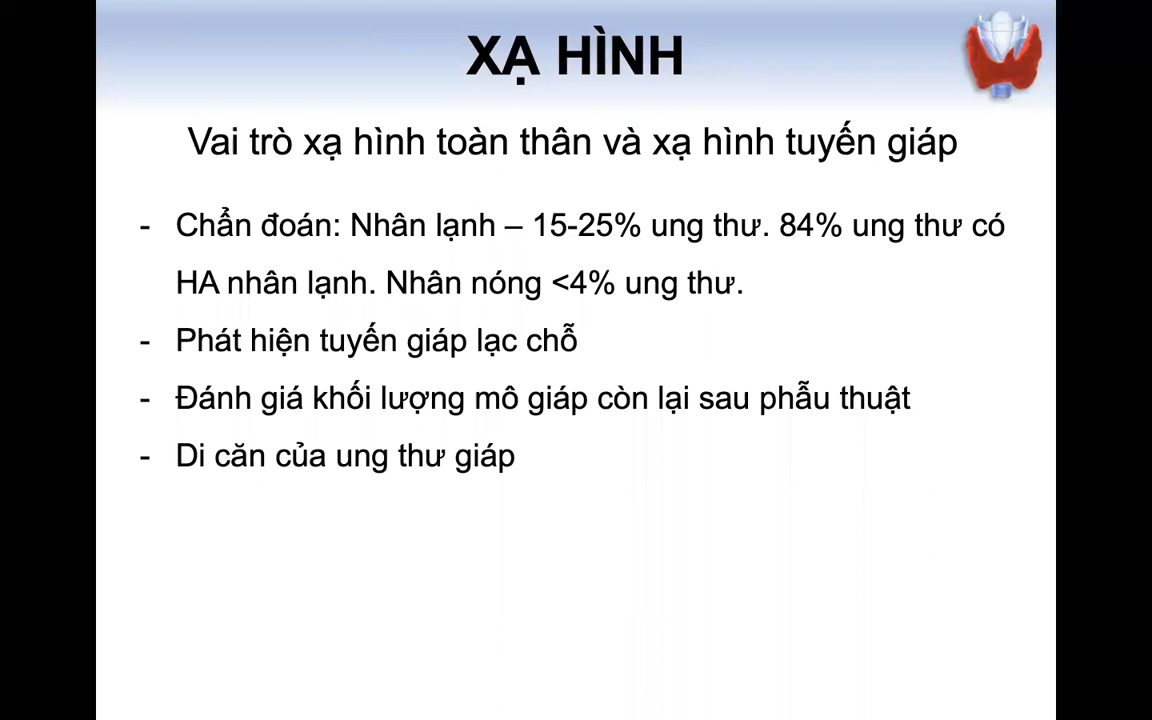 XẠ HÌNH
Vai trò xạ hình toàn thân và xạ hình tuyến giáp
- Chẩn đoán: Nhân lạnh – 15-25% ung thư. 84% ung thư có
HA nhân lạnh. Nhân nóng <4% ung thư.
- Phát hiện tuyến giáp lạc chỗ
- Đánh giá khối lượng mô giáp còn lại sau phẫu thuật
- Di căn của ung thư giáp